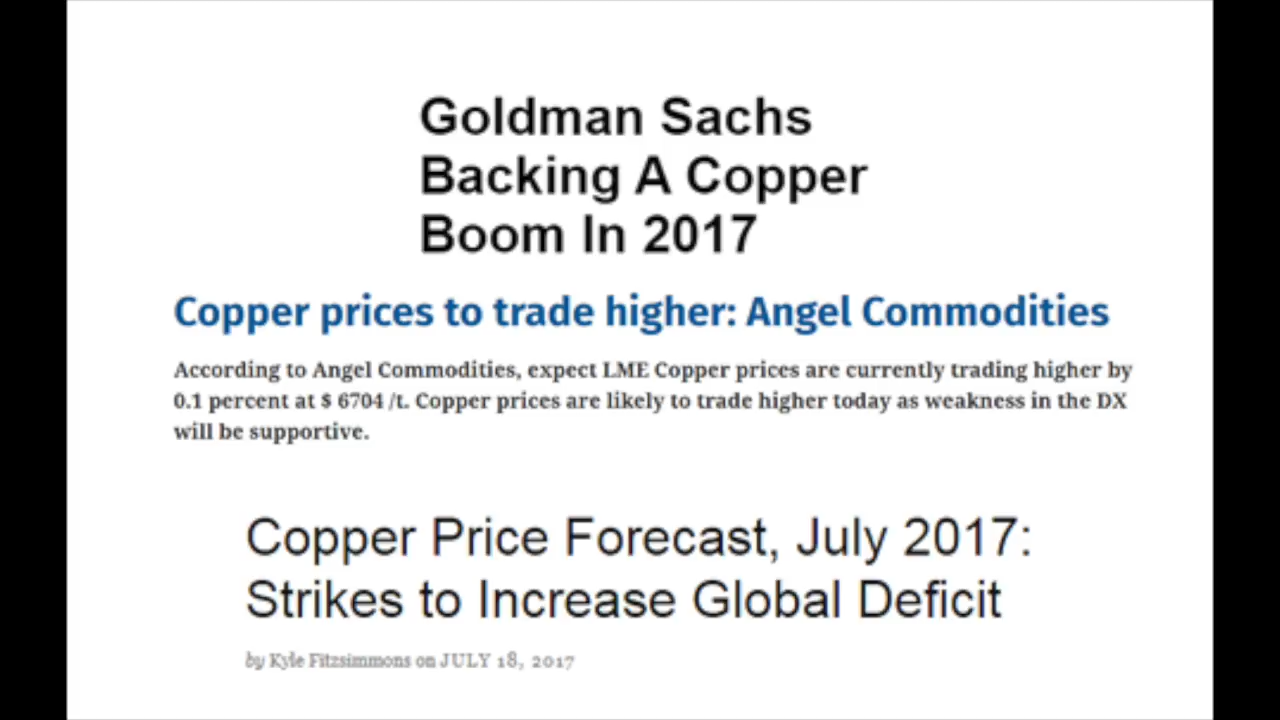 Goldman Sachs
Backing A Copper
Boom In 2017
Copper prices to trade higher: Angel Commodities
According to Angel Commodities, expect LME Copper prices are currently trading higher by
0.1 percent at $ 6704 /t. Copper prices are likely to trade higher today as weakness in the DX
will be supportive.
Copper Price Forecast, July 2017:
Strikes to Increase Global Deficit
by Kyle Fitzsimmons on JULY 18, 2017